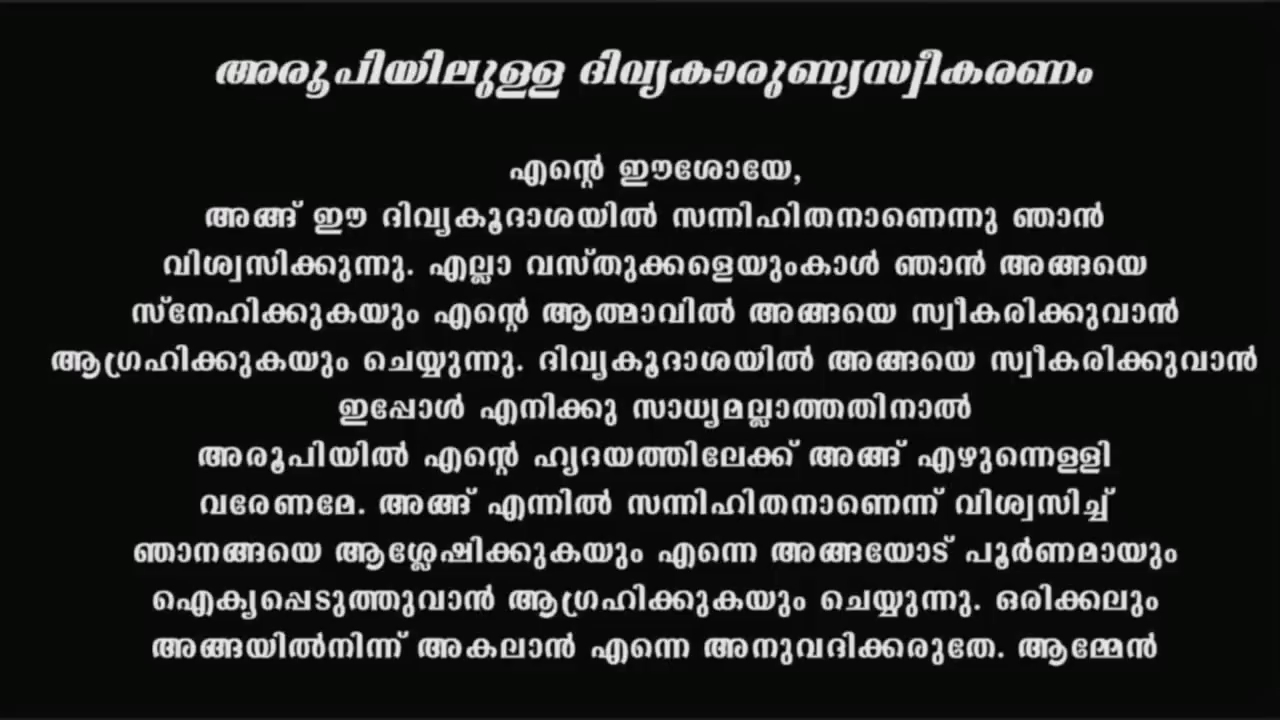 അരൂപിയിലുള്ള ദിവ്യകാരുണ്യസ്വീകരണം
എന്റെ ഈശോയേ,
അങ്ങ് ഈ ദിവ്യകൂദാശയിൽ സന്നിഹിതനാണെന്നു ഞാൻ
വിശ്വസിക്കുന്നു. എല്ലാ വസ്തുക്കളെയുംകാൾ ഞാൻ അങ്ങയെ
സ്നേഹിക്കുകയും എന്റെ ആത്മാവിൽ അങ്ങയെ സ്വീകരിക്കുവാൻ
ആഗ്രഹിക്കുകയും ചെയ്യുന്നു. ദിവ്യകൂദാശയിൽ അങ്ങയെ സ്വീകരിക്കുവാൻ
ഇപ്പോൾ എനിക്കു സാധ്യമല്ലാത്തതിനാൽ
അരൂപിയിൽ എന്റെ ഹൃദയത്തിലേക്ക് അങ്ങ് എഴുന്നെള്ളി
വരേണമേ. അങ്ങ് എന്നിൽ സന്നിഹിതനാണെന്ന് വിശ്വസിച്ച്
ഞാനങ്ങയെ ആശ്ലേഷിക്കുകയും എന്നെ അങ്ങയോട് പൂർണമായും
ഐക്യപ്പെടുത്തുവാൻ ആഗ്രഹിക്കുകയും ചെയ്യുന്നു. ഒരിക്കലും
അങ്ങയിൽനിന്ന് അകലാൻ എന്നെ അനുവദിക്കരുതേ. ആമ്മേൻ